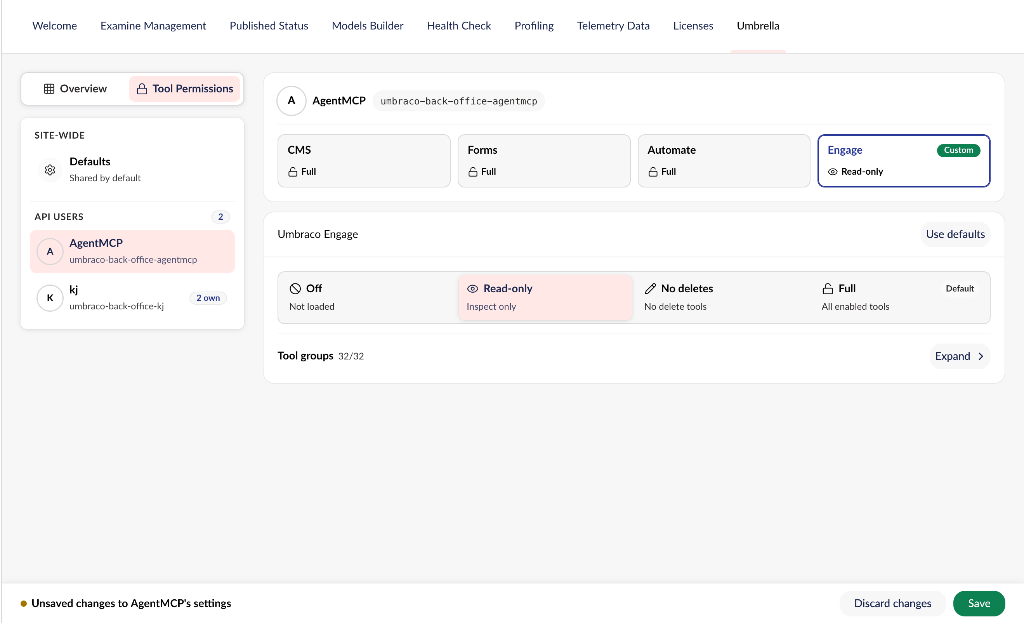 Welcome Examine Management Published Status Models Builder Health Check Profiling Telemetry Data Licenses Umbrella
Overview Tool Permissions
SITE-WIDE
Defaults
Shared by default
API USERS 2
A AgentMCP
umbraco-back-office-agentmcp
K kj
umbraco-back-office-kj 2 own
A AgentMCP umbraco-back-office-agentmcp
CMS
Full
Forms
Full
Automate
Full
Engage Custom
Read-only
Umbraco Engage Use defaults
Off
Not loaded
Read-only
Inspect only
No deletes
No delete tools
Full Default
All enabled tools
Tool groups 32/32 Expand
Unsaved changes to AgentMCP's settings Discard changes Save